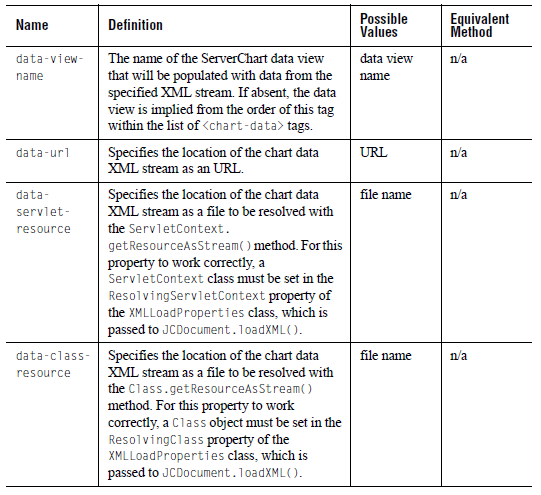 Name Definition Possible Values Equivalent Method
data-view-name The name of the ServerChart data view data view name n/a
that will be populated with data from the
specified XML stream. If absent, the data
view is implied from the order of this tag
within the list of <chart-data> tags.
data-url Specifies the location of the chart data URL n/a
XML stream as an URL.
data-servlet-resource Specifies the location of the chart data file name n/a
XML stream as a file to be resolved with
the ServletContext.
getResourceAsStream() method. For this
property to work correctly, a
ServletContext class must be set in the
ResolvingServletContext property of
the XMLLoadProperties class, which is
passed to JCDocument.loadXML().
data-class-resource Specifies the location of the chart data file name n/a
XML stream as a file to be resolved with
the Class.getResourceAsStream()
method. For this property to work
correctly, a Class object must be set in the
ResolvingClass property of the
XMLLoadProperties class, which is
passed to JCDocument.loadXML().